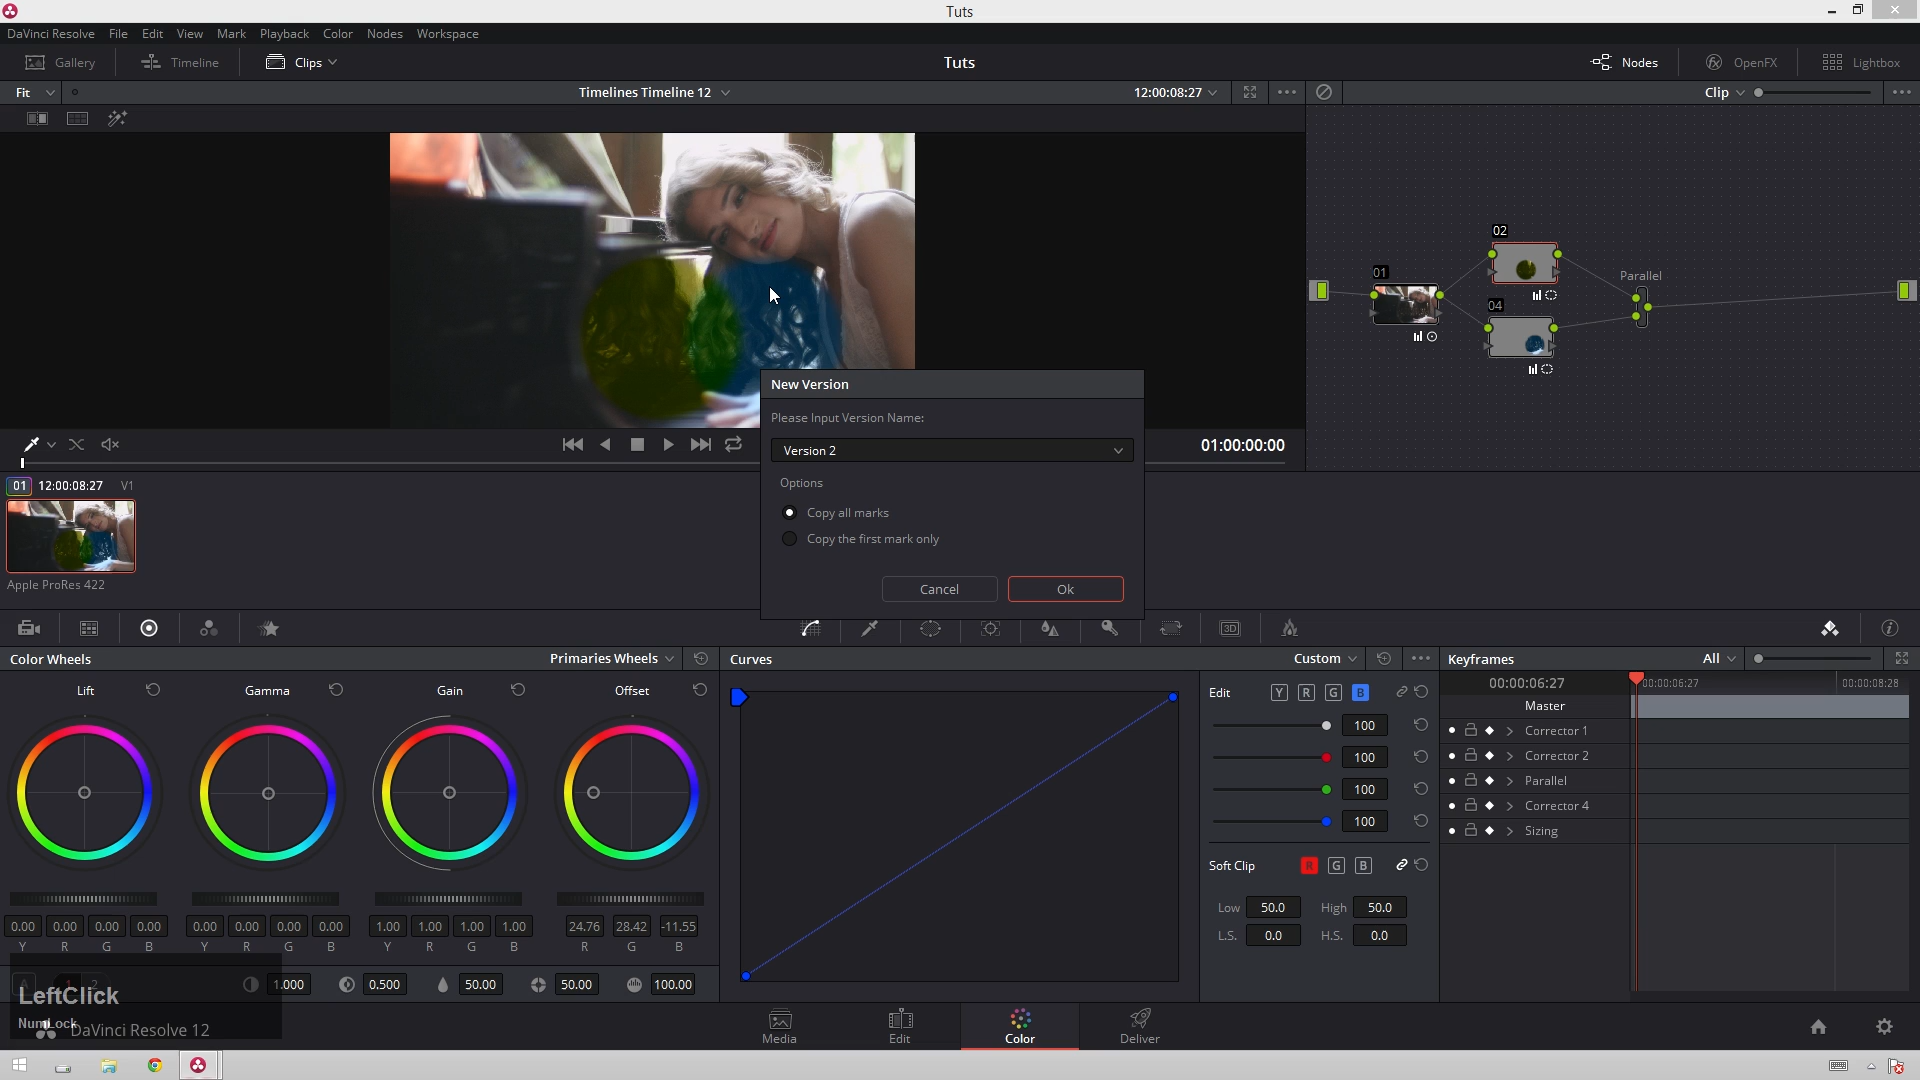 Tuts
DaVinci Resolve File Edit View Mark Playback Color Nodes Workspace
Gallery Timeline Clips Tuts Nodes OpenFX Lightbox
Fit Timelines Timeline 12 12:00:08:27 Clip
02
Parallel
01
04
New Version
Please Input Version Name:
01:00:00:00
Version 2
Options
01 12:00:08:27 V1
Copy all marks
Copy the first mark only
Apple ProRes 422
Cancel Ok
3D
Color Wheels Primaries Wheels Curves Custom Keyframes All
Lift Gamma Gain Offset Edit Y R G B 00:00:06:27 00:00:06:27 00:00:08:28
Master
100 Corrector 1
100 Corrector 2
Parallel
100 Corrector 4
100 Sizing
Soft Clip R G B
Low 50.0 High 50.0
0.00 0.00 0.00 0.00 0.00 0.00 0.00 0.00 1.00 1.00 1.00 1.00 24.76 28.42 -11.55
L.S. 0.0 H.S. 0.0
Y R G B Y R G B Y R G B R G B
A 1 2 1.000 0.500 50.00 50.00 100.00
LeftClick
NumLock
DaVinci Resolve 12
Media Edit Color Deliver